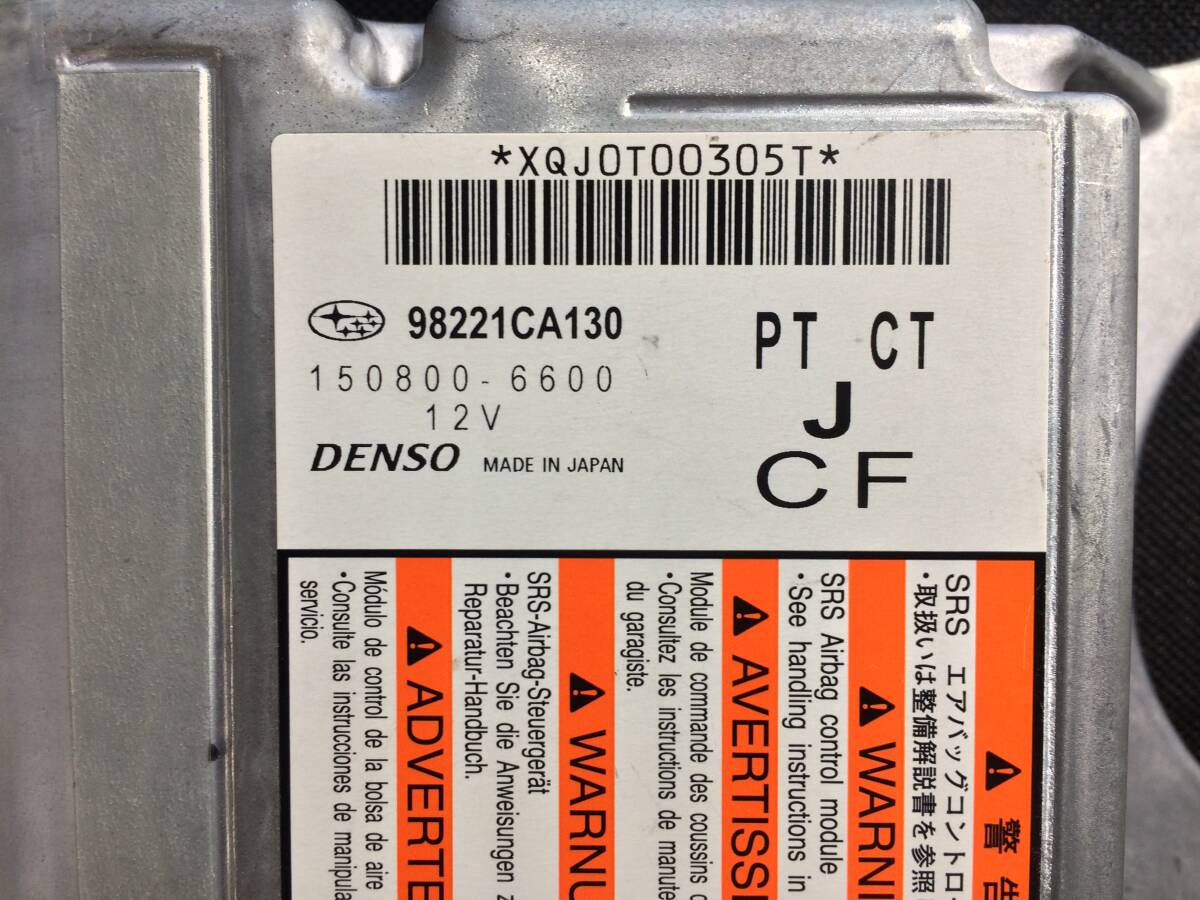 *XQJ0T00305T*
98221CA130
150800-6600
12V
DENSO MADE IN JAPAN
PT CT
J
CF
警告
SRS エアバッグコントロー
・取扱いは整備解説書を参照
WARNI
SRS Airbag control module
・See handling instructions in
AVERTISSE
Module de commande des coussins
・Consultez les instructions de manute
du garagiste.
WARNU
SRS-Airbag-Steuergerät
・Beachten Sie die Anweisungen z
Reparatur-Handbuch.
ADVERTE
Módulo de control de la bolsa de aire
・Consulte las instrucciones de manipula
servicio.